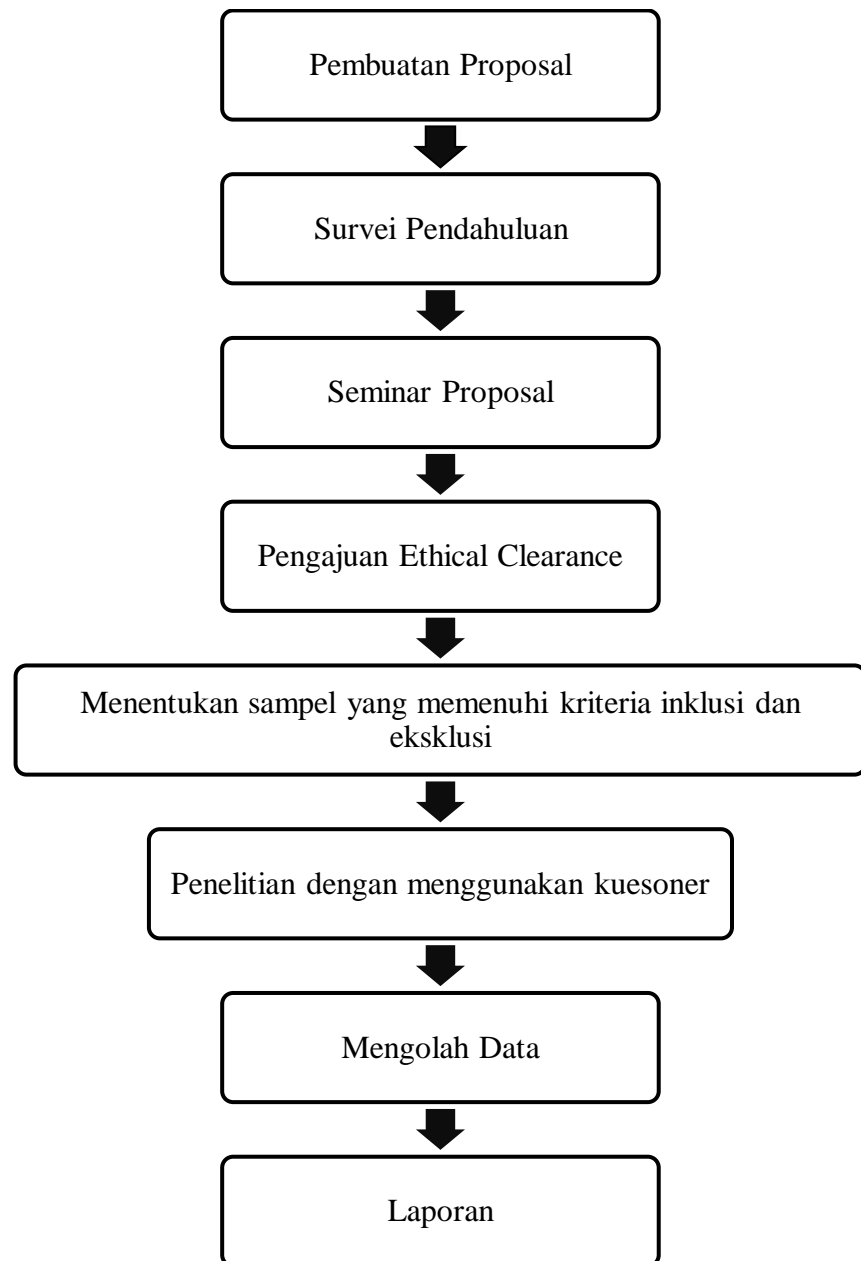 Pembuatan Proposal
Survei Pendahuluan
Seminar Proposal
Pengajuan Ethical Clearance
Menentukan sampel yang memenuhi kriteria inklusi dan
eksklusi
Penelitian dengan menggunakan kuesoner
Mengolah Data
Laporan